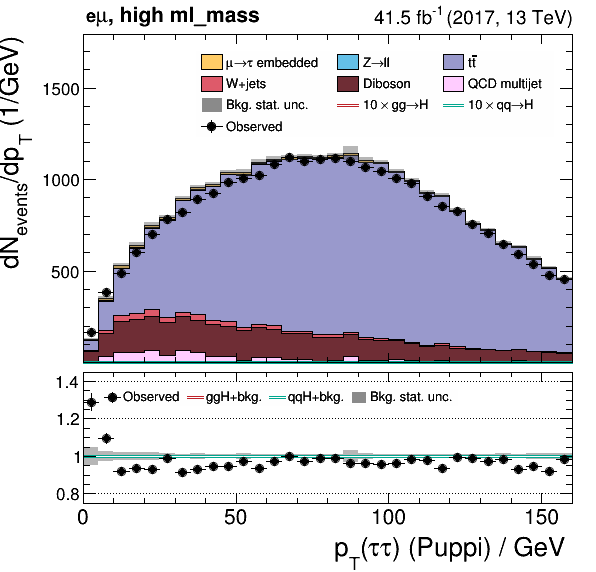 eμ, high ml_mass 41.5 fb⁻¹ (2017, 13 TeV)
dN_events/dp_T (1/GeV)
1500
1000
500
μ→τ embedded Z→ll tt̄
W+jets Diboson QCD multijet
Bkg. stat. unc. 10 × gg→H 10 × qq→H
Observed
1.4
1.2
1
0.8
Observed ggH+bkg. qqH+bkg. Bkg. stat. unc.
0 50 100 150
p_T(ττ) (Puppi) / GeV